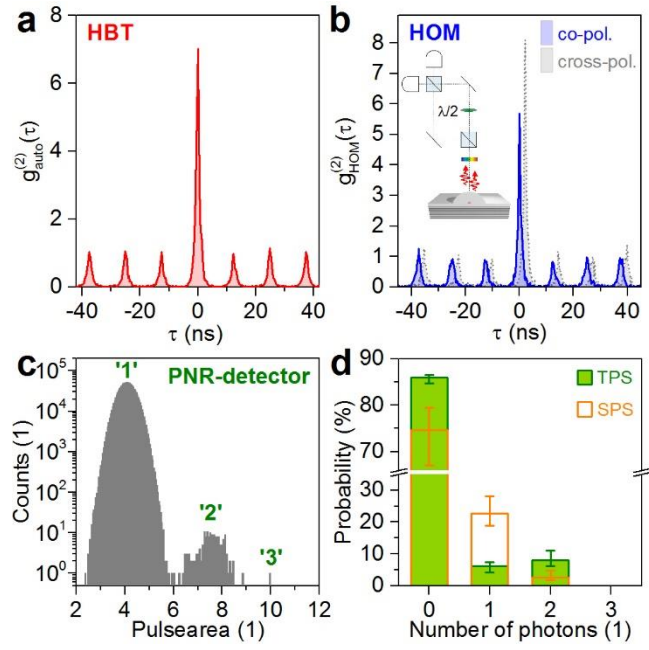 a
HBT
8
6
4
2
0
g(2)auto(τ)
-40 -20 0 20 40
τ (ns)
b
HOM
co-pol.
cross-pol.
8
7
6
5
4
3
2
1
0
g(2)HOM(τ)
λ/2
-40 -20 0 20 40
τ (ns)
c
PNR-detector
'1'
'2'
'3'
10⁵
10⁴
10³
10²
10¹
10⁰
Counts (1)
2 4 6 8 10 12
Pulsearea (1)
d
TPS
SPS
90
80
70
30
20
10
0
Probability (%)
0 1 2 3
Number of photons (1)